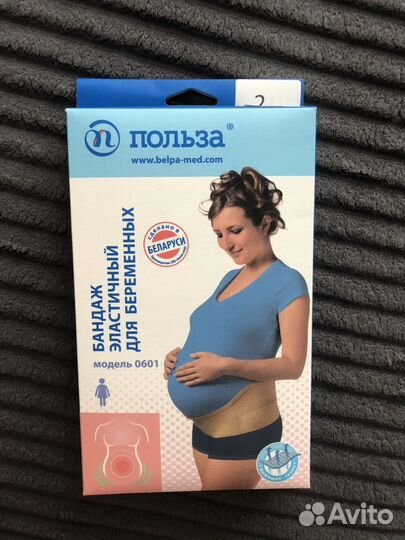 2
польза®
www.belpa-med.com
СДЕЛАНО В
БЕЛАРУСИ
БАНДАЖ
ЭЛАСТИЧНЫЙ
ДЛЯ БЕРЕМЕННЫХ
модель 0601
Avito